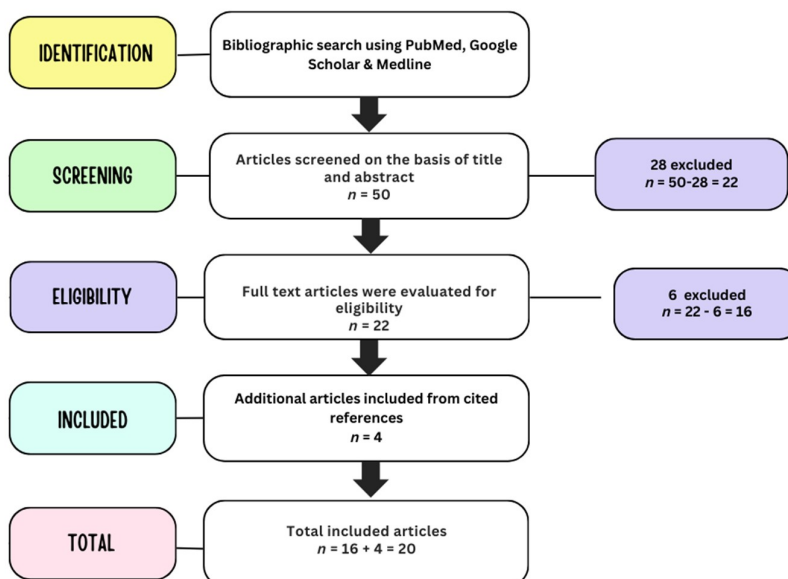 IDENTIFICATION
Bibliographic search using PubMed, Google
Scholar & Medline
SCREENING
Articles screened on the basis of title
and abstract
n = 50
28 excluded
n = 50-28 = 22
ELIGIBILITY
Full text articles were evaluated for
eligibility
n = 22
6 excluded
n = 22 - 6 = 16
INCLUDED
Additional articles included from cited
references
n = 4
TOTAL
Total included articles
n = 16 + 4 = 20